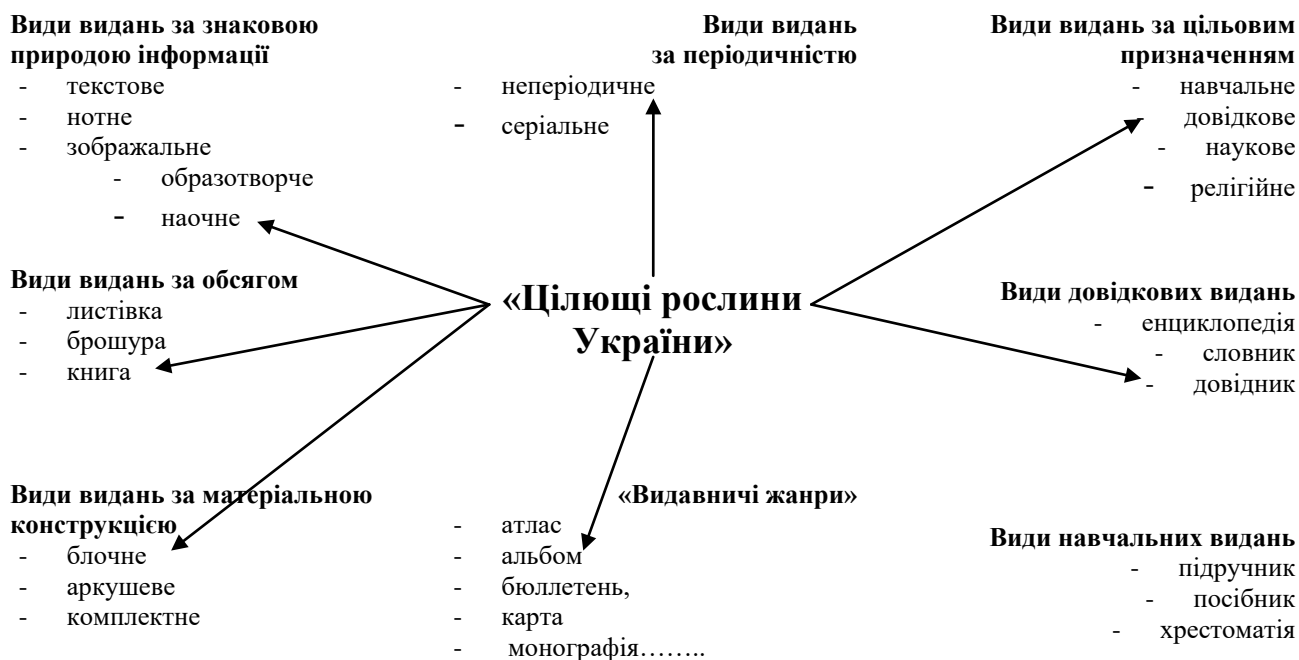 Види видань за знаковою
природою інформації
- текстове
- нотне
- зображальне
- образотворче
- наочне
Види видань
за періодичністю
- неперіодичне
- серіальне
Види видань за цільовим
призначенням
- навчальне
- довідкове
- наукове
- релігійне
Види видань за обсягом
- листівка
- брошура
- книга
«Цілющі рослини
України»
Види довідкових видань
- енциклопедія
- словник
- довідник
Види видань за матеріальною
конструкцією
- блочне
- аркушеве
- комплектне
«Видавничі жанри»
- атлас
- альбом
- бюллетень,
- карта
- монографія……..
Види навчальних видань
- підручник
- посібник
- хрестоматія